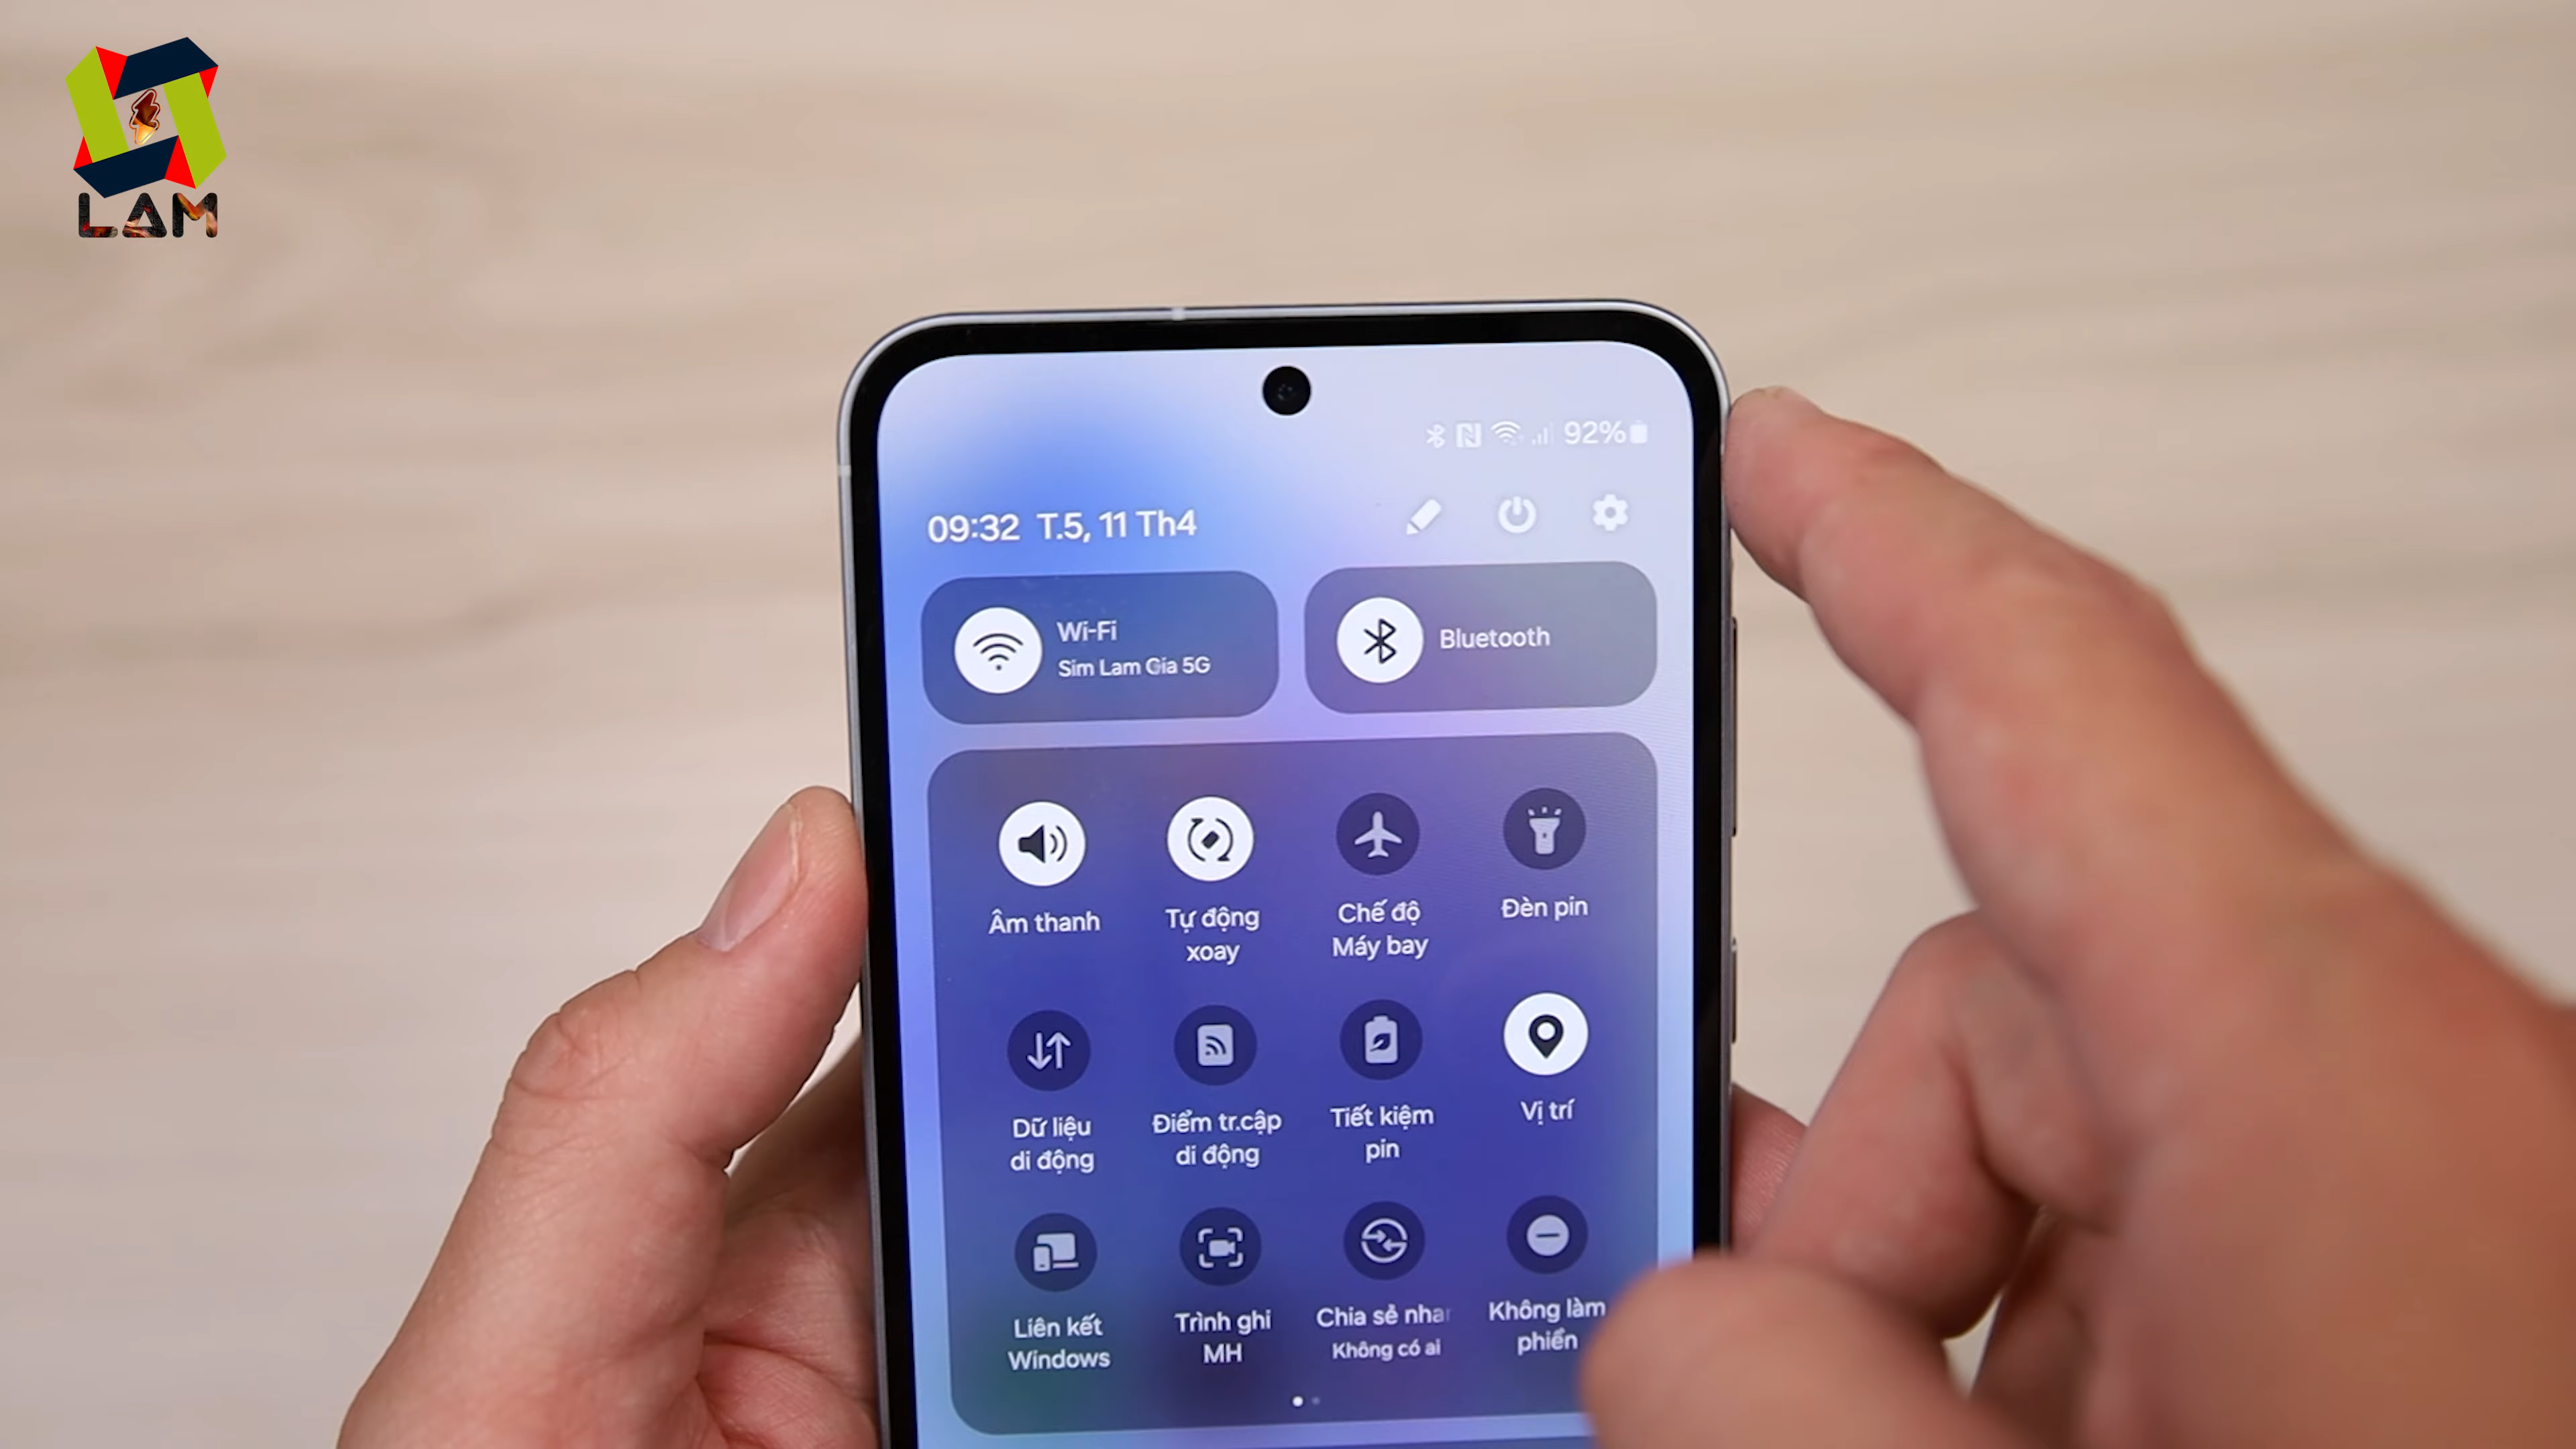 LAM
92%
09:32 T.5, 11 Th4
Wi-Fi
Sim Lam Gia 5G
Bluetooth
Âm thanh
Tự động
xoay
Chế độ
Máy bay
Đèn pin
Dữ liệu
di động
Điểm tr.cập
di động
Tiết kiệm
pin
Vị trí
Liên kết
Windows
Trình ghi
MH
Chia sẻ nha
Không có ai
Không làm
phiền